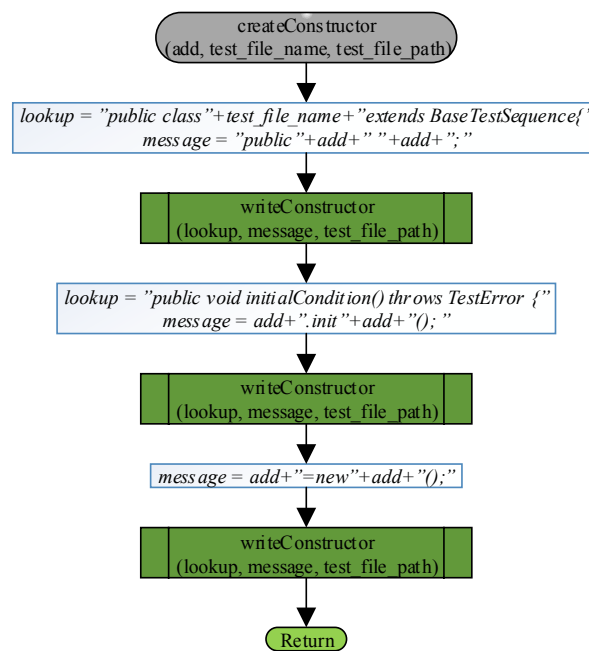 createConstructor
(add, test_file_name, test_file_path)
lookup = ”public class”+test_file_name+”extends BaseTestSequence{”
message = ”public”+add+” ”+add+”;”
writeConstructor
(lookup, message, test_file_path)
lookup = ”public void initialCondition() throws TestError {”
message = add+”.init”+add+”(); ”
writeConstructor
(lookup, message, test_file_path)
message = add+”=new”+add+”();”
writeConstructor
(lookup, message, test_file_path)
Return